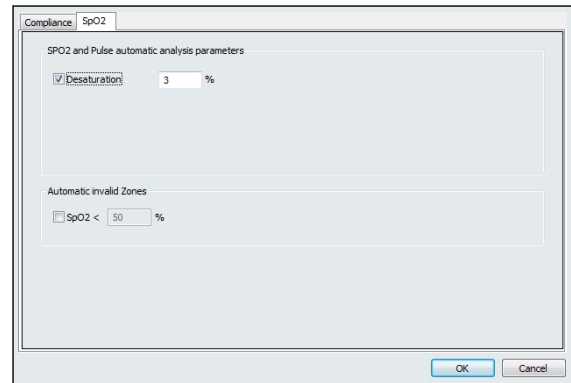 Compliance SpO2
SPO2 and Pulse automatic analysis parameters
Desaturation 3 %
Automatic invalid Zones
SpO2 < 50 %
OK Cancel